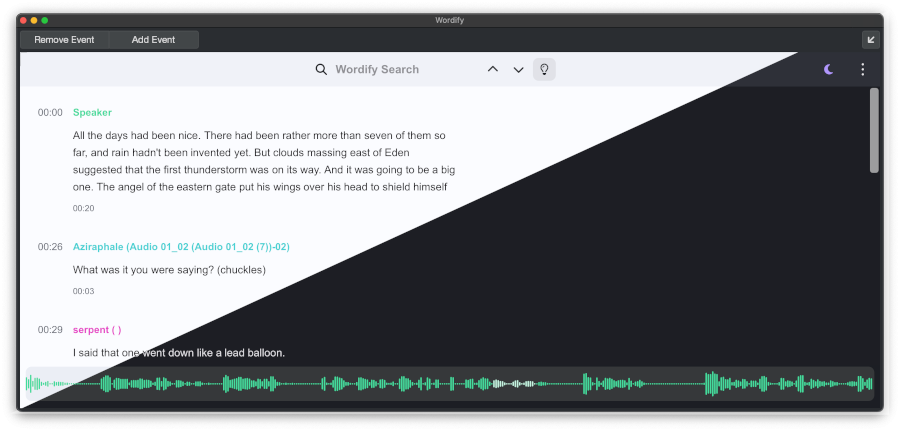 Wordify
Remove Event Add Event
Wordify Search
00:00 Speaker
All the days had been nice. There had been rather more than seven of them so
far, and rain hadn't been invented yet. But clouds massing east of Eden
suggested that the first thunderstorm was on its way. And it was going to be a big
one. The angel of the eastern gate put his wings over his head to shield himself
00:20
00:26 Aziraphale (Audio 01_02 (Audio 01_02 (7))-02)
What was it you were saying? (chuckles)
00:03
00:29 serpent ( )
I said that one went down like a lead balloon.